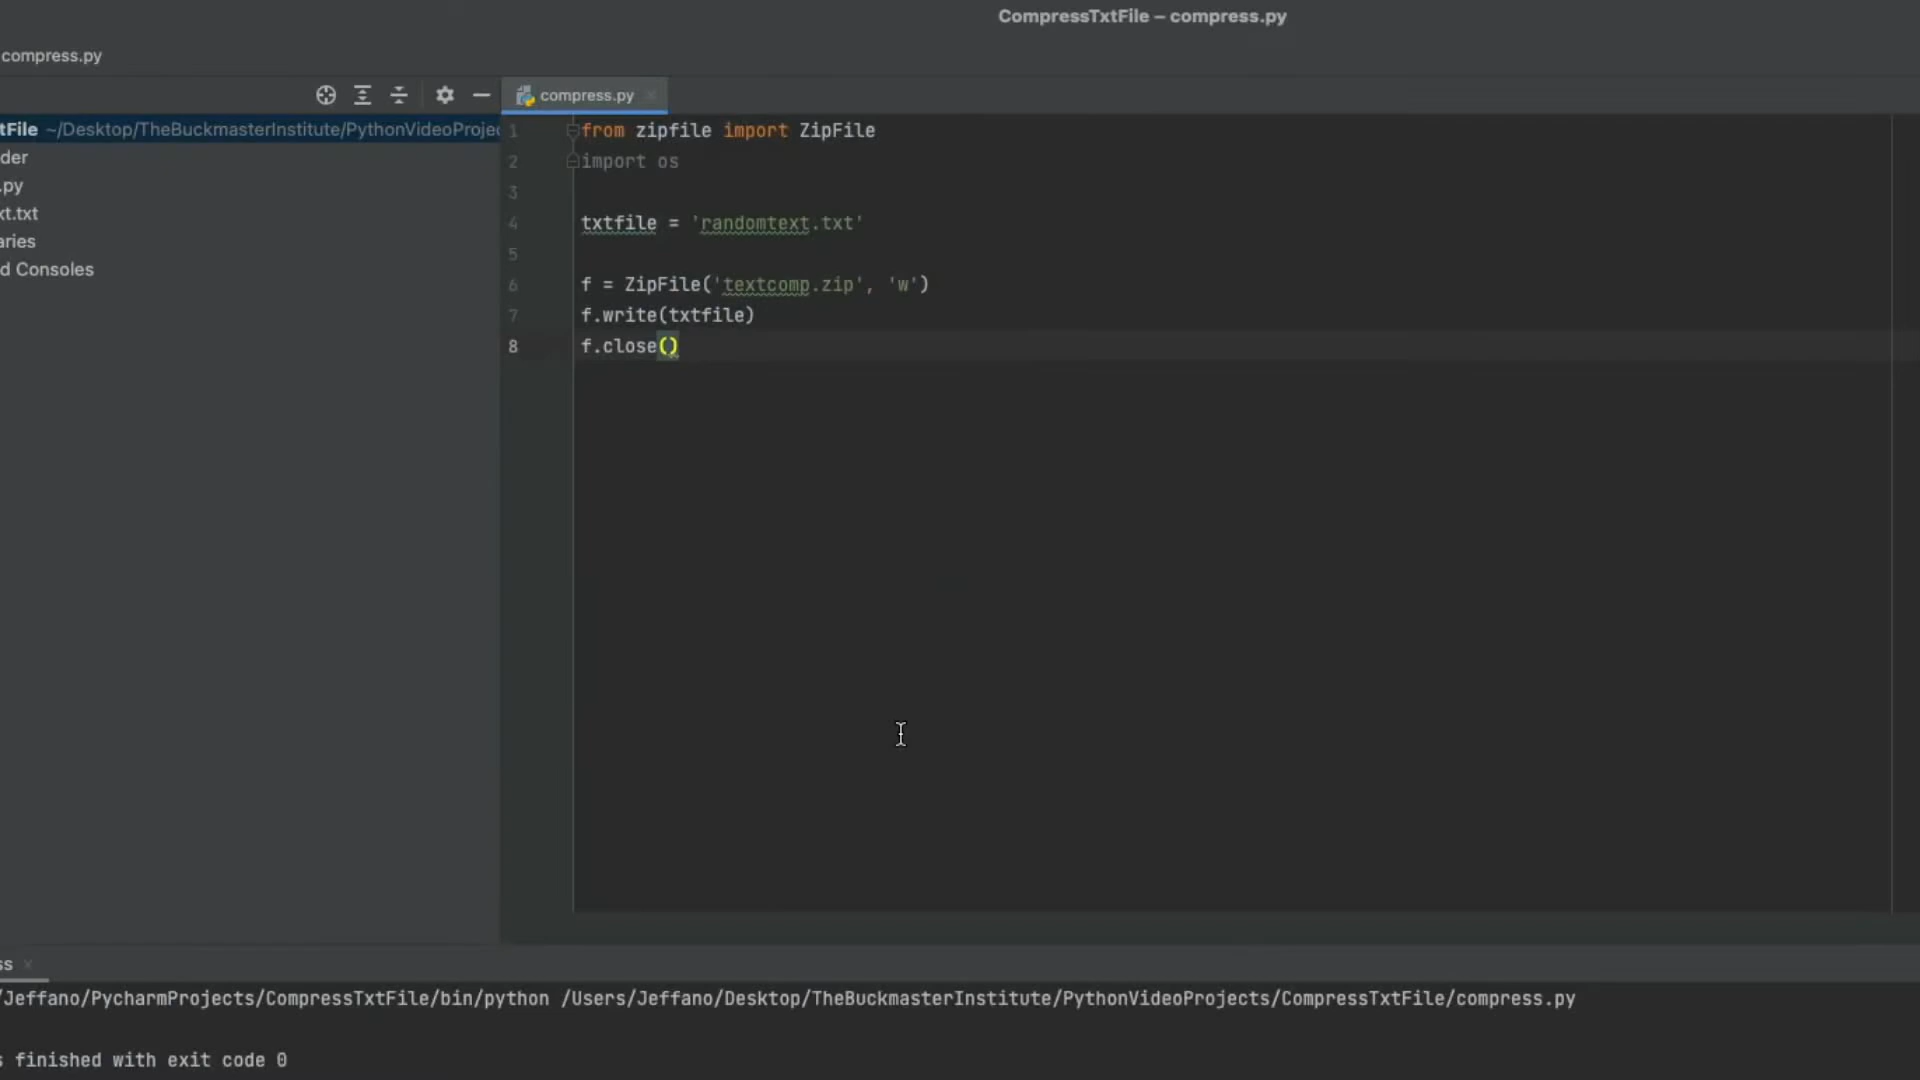 CompressTxtFile – compress.py
compress.py
compress.py
tFile ~/Desktop/TheBuckmasterInstitute/PythonVideoProjec
der
.py
xt.txt
aries
d Consoles
1 from zipfile import ZipFile
2 import os
3
4 txtfile = 'randomtext.txt'
5
6 f = ZipFile('textcomp.zip', 'w')
7 f.write(txtfile)
8 f.close()
ss
/Jeffano/PycharmProjects/CompressTxtFile/bin/python /Users/Jeffano/Desktop/TheBuckmasterInstitute/PythonVideoProjects/CompressTxtFile/compress.py
s finished with exit code 0